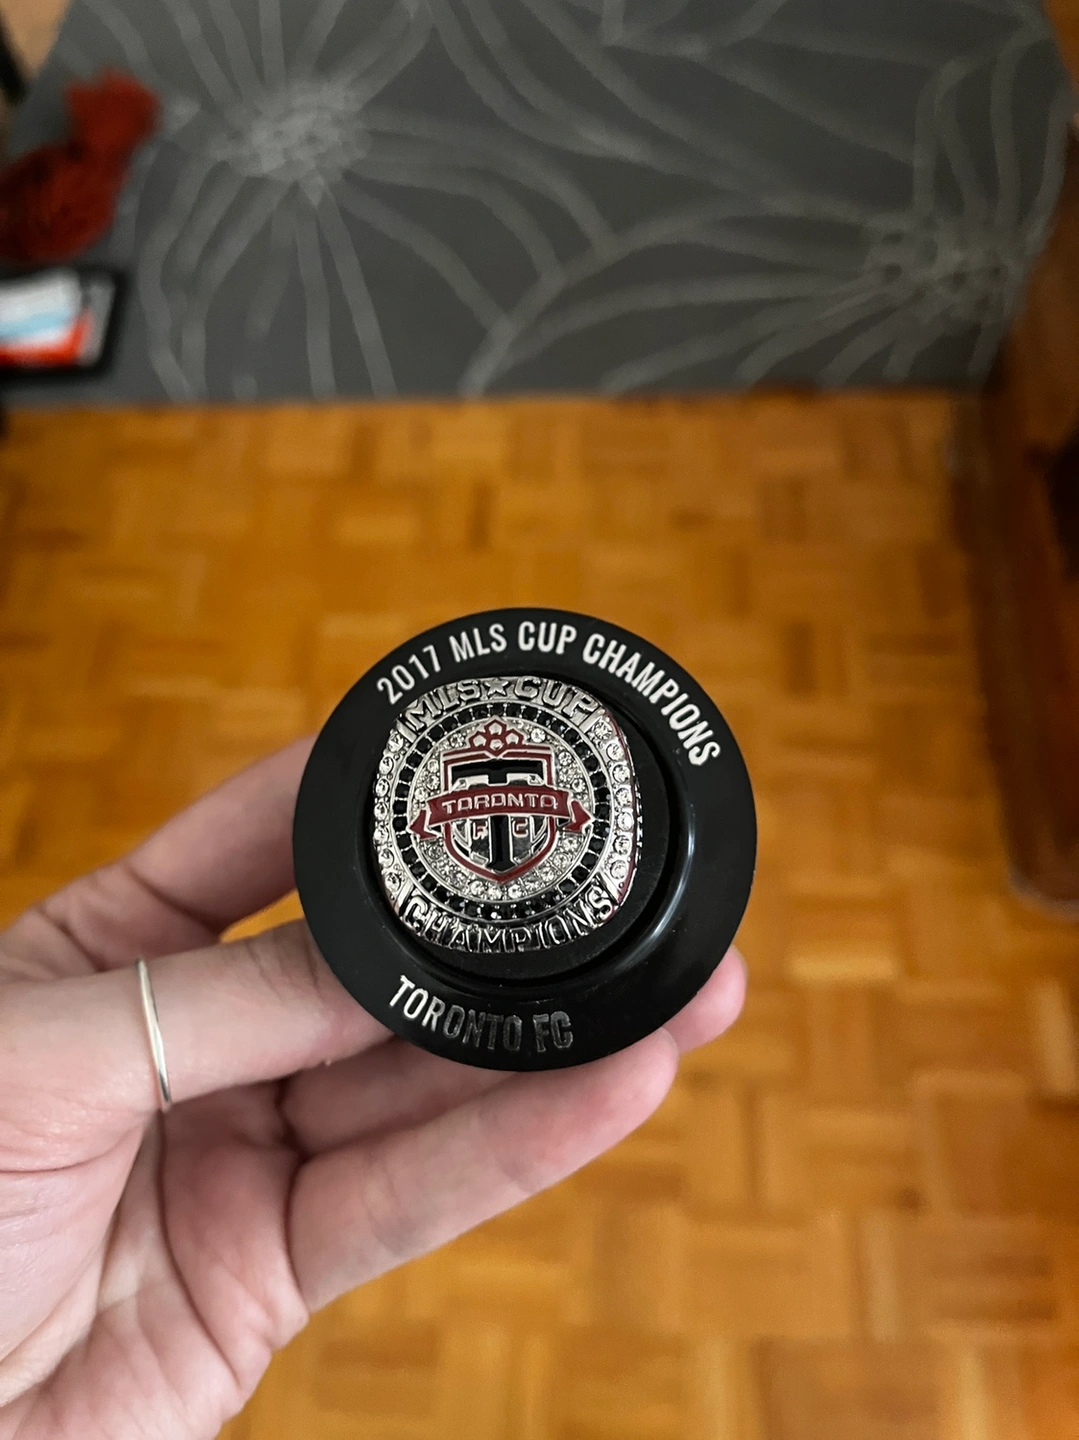 2017 MLS CUP CHAMPIONS
MLS★CUP
TORONTO
FC
CHAMPIONS
TORONTO FC